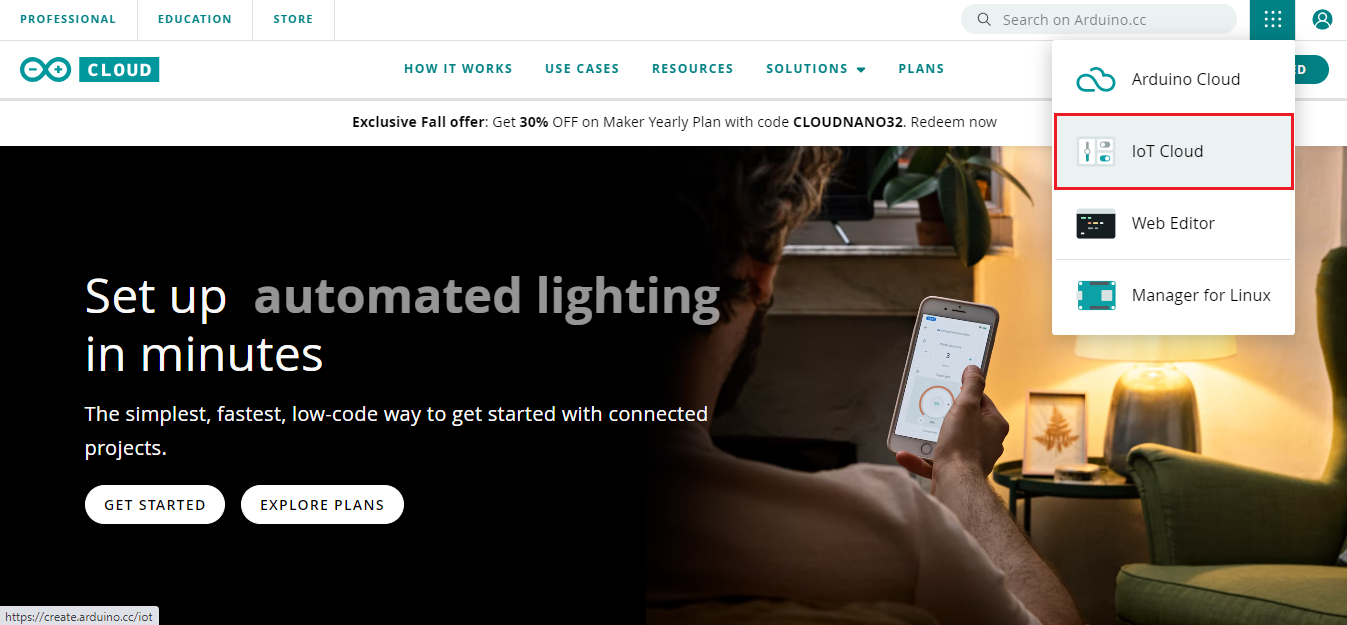 PROFESSIONAL
EDUCATION
STORE
Search on Arduino.cc
CLOUD
HOW IT WORKS
USE CASES
RESOURCES
SOLUTIONS
PLANS
Arduino Cloud
IoT Cloud
Web Editor
Manager for Linux
Exclusive Fall offer: Get 30% OFF on Maker Yearly Plan with code CLOUDNANO32. Redeem now
Set up automated lighting
in minutes
The simplest, fastest, low-code way to get started with connected
projects.
GET STARTED
EXPLORE PLANS
3
https://create.arduino.cc/iot